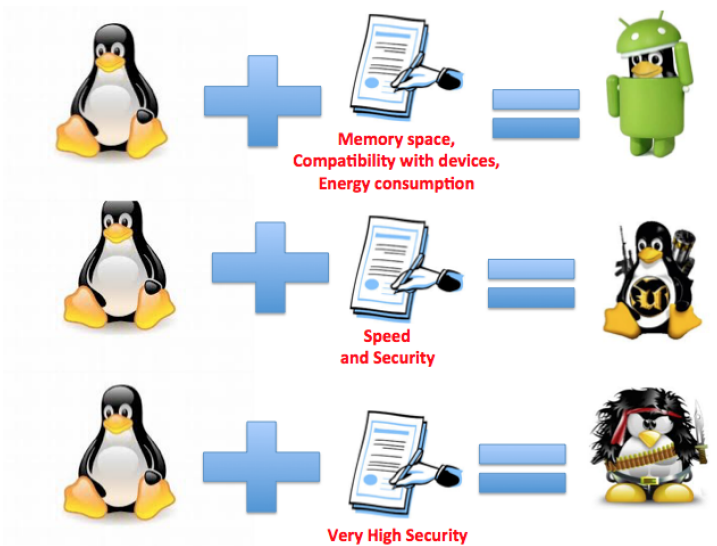 Memory space,
Compatibility with devices,
Energy consumption
Speed
and Security
Very High Security